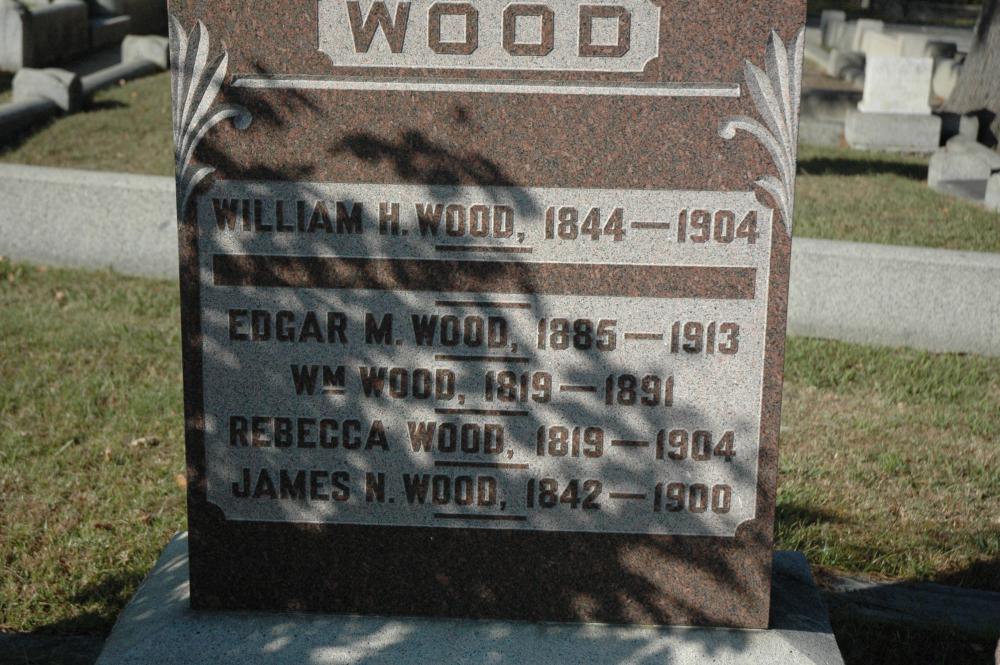 WOOD
WILLIAM H. WOOD, 1844—1904
EDGAR M. WOOD, 1885—1913
WM WOOD, 1819—1891
REBECCA WOOD, 1819—1904
JAMES N. WOOD, 1842—1900